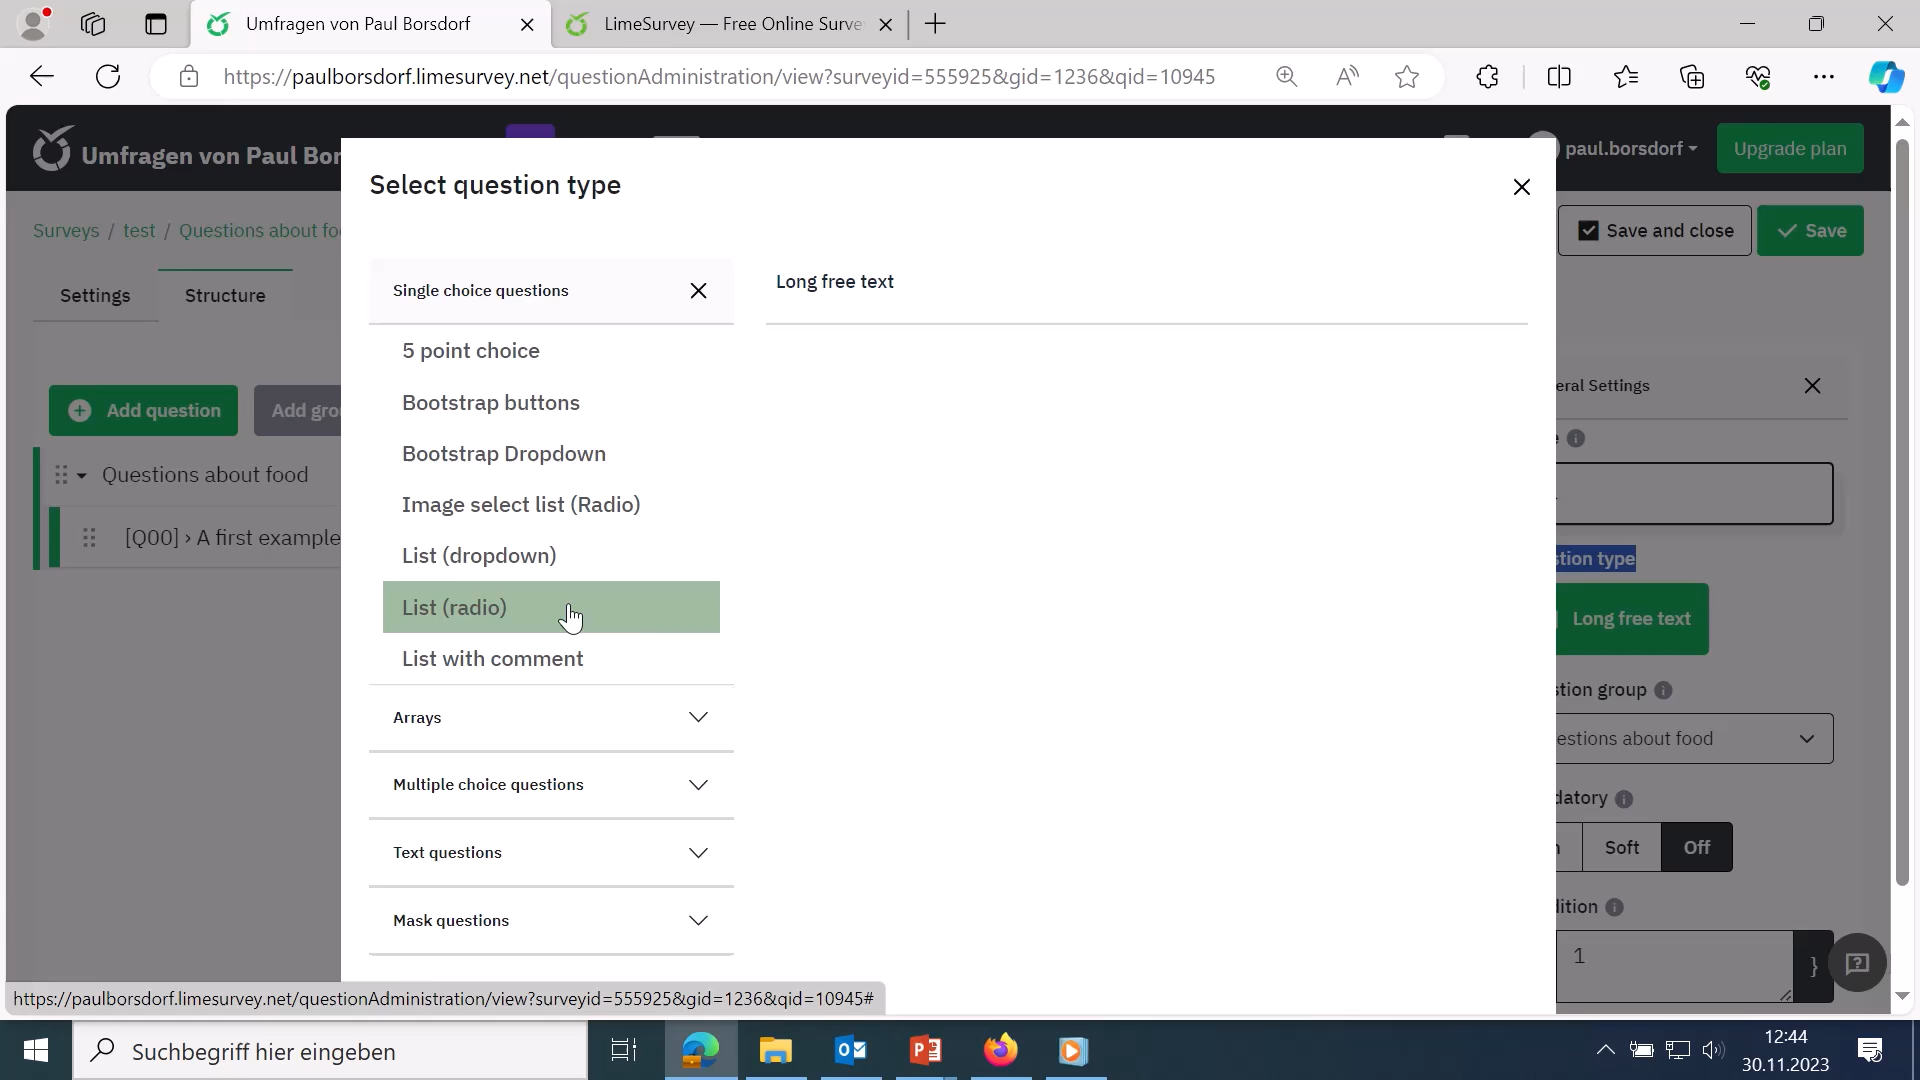 Umfragen von Paul Borsdorf
LimeSurvey — Free Online Surve
https://paulborsdorf.limesurvey.net/questionAdministration/view?surveyid=555925&gid=1236&qid=10945
Umfragen von Paul Bor
paul.borsdorf
Upgrade plan
Surveys / test / Questions about fo
Save and close
Save
Settings
Structure
Add question
Add gro
Questions about food
[Q00] › A first example
Select question type
Single choice questions
5 point choice
Bootstrap buttons
Bootstrap Dropdown
Image select list (Radio)
List (dropdown)
List (radio)
List with comment
Arrays
Multiple choice questions
Text questions
Mask questions
Long free text
eral Settings
stion type
Long free text
stion group
estions about food
datory
Soft
Off
dition
1
}
https://paulborsdorf.limesurvey.net/questionAdministration/view?surveyid=555925&gid=1236&qid=10945#
Suchbegriff hier eingeben
12:44
30.11.2023